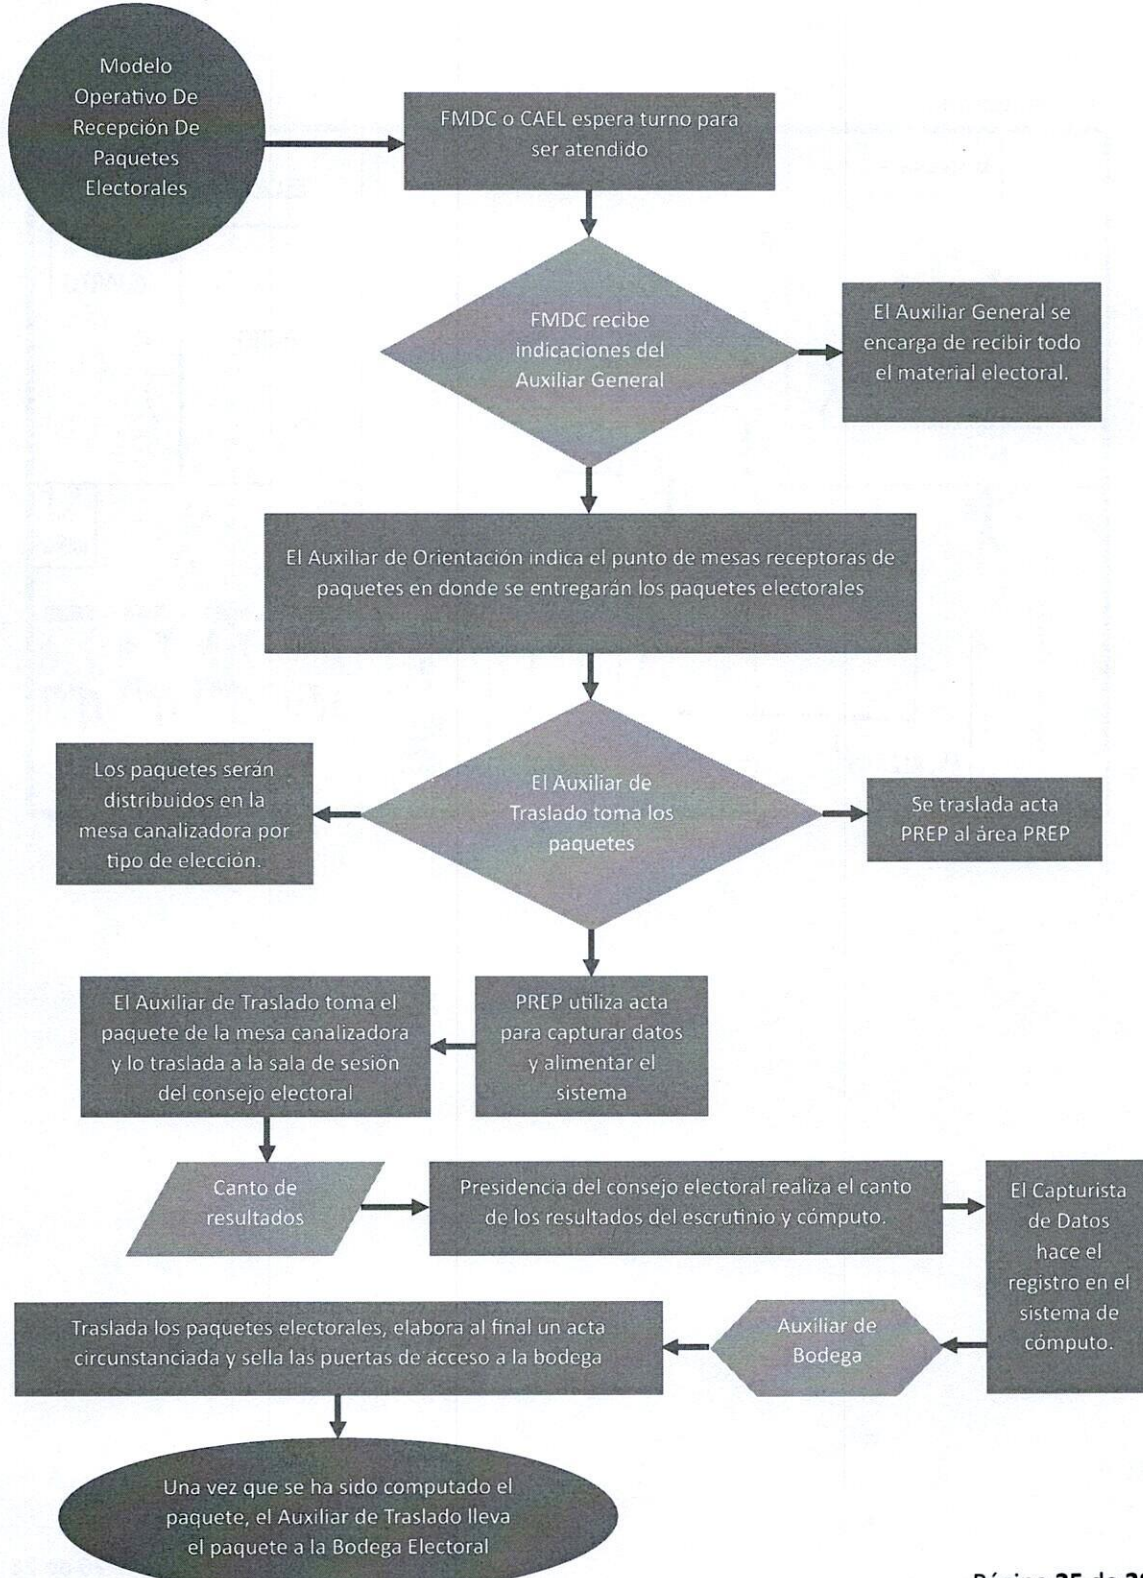 Modelo
Operativo De
Recepción De
Paquetes
Electorales
FMDC o CAEL espera turno para
ser atendido
FMDC recibe
indicaciones del
Auxiliar General
El Auxiliar General se
encarga de recibir todo
el material electoral.
El Auxiliar de Orientación indica el punto de mesas receptoras de
paquetes en donde se entregarán los paquetes electorales
Los paquetes serán
distribuidos en la
mesa canalizadora por
tipo de elección.
El Auxiliar de
Traslado toma los
paquetes
Se traslada acta
PREP al área PREP
El Auxiliar de Traslado toma el
paquete de la mesa canalizadora
y lo traslada a la sala de sesión
del consejo electoral
PREP utiliza acta
para capturar datos
y alimentar el
sistema
Canto de
resultados
Presidencia del consejo electoral realiza el canto
de los resultados del escrutinio y cómputo.
El Capturista
de Datos
hace el
registro en el
sistema de
cómputo.
Traslada los paquetes electorales, elabora al final un acta
circunstanciada y sella las puertas de acceso a la bodega
Auxiliar de
Bodega
Una vez que se ha sido computado el
paquete, el Auxiliar de Traslado lleva
el paquete a la Bodega Electoral